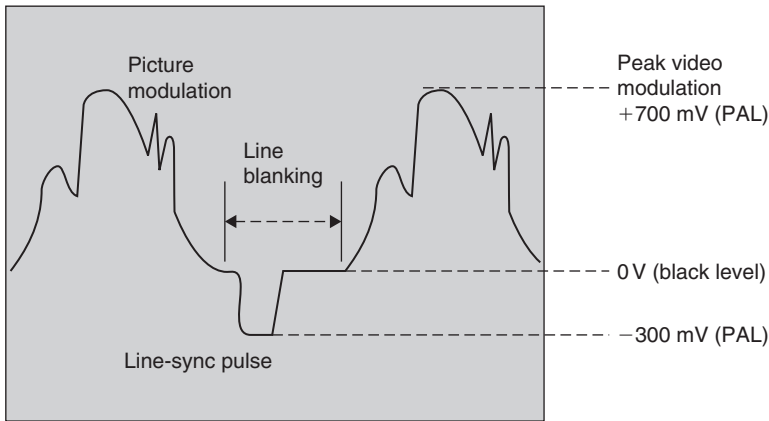 Picture
modulation
Line
blanking
Line-sync pulse
Peak video
modulation
+700 mV (PAL)
0 V (black level)
−300 mV (PAL)